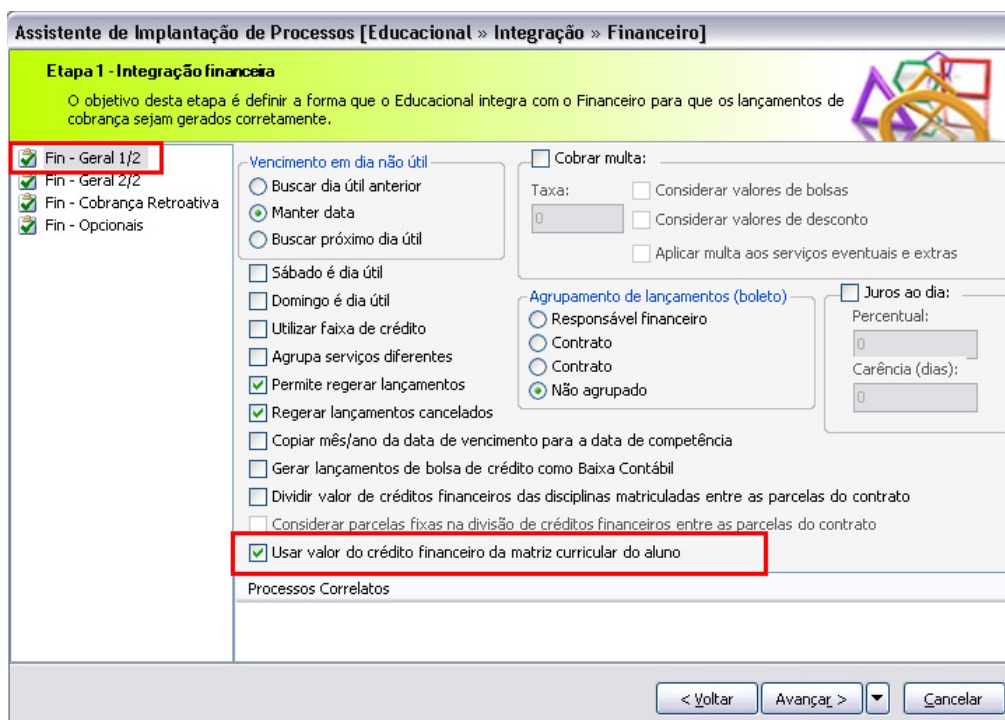 Assistente de Implantação de Processos [Educacional » Integração » Financeiro]
Etapa 1 - Integração financeira
O objetivo desta etapa é definir a forma que o Educacional integra com o Financeiro para que os lançamentos de
cobrança sejam gerados corretamente.
Fin - Geral 1/2
Fin - Geral 2/2
Fin - Cobrança Retroativa
Fin - Opcionais
Vencimento em dia não útil
Buscar dia útil anterior
Manter data
Buscar próximo dia útil
Sábado é dia útil
Domingo é dia útil
Utilizar faixa de crédito
Agrupa serviços diferentes
Permite regerar lançamentos
Regerar lançamentos cancelados
Cobrar multa:
Taxa:
0
Considerar valores de bolsas
Considerar valores de desconto
Aplicar multa aos serviços eventuais e extras
Agrupamento de lançamentos (boleto)
Responsável financeiro
Contrato
Contrato
Não agrupado
Juros ao dia:
Percentual:
0
Carência (dias):
0
Copiar mês/ano da data de vencimento para a data de competência
Gerar lançamentos de bolsa de crédito como Baixa Contábil
Dividir valor de créditos financeiros das disciplinas matriculadas entre as parcelas do contrato
Considerar parcelas fixas na divisão de créditos financeiros entre as parcelas do contrato
Usar valor do crédito financeiro da matriz curricular do aluno
Processos Correlatos
< Voltar
Avançar >
Cancelar